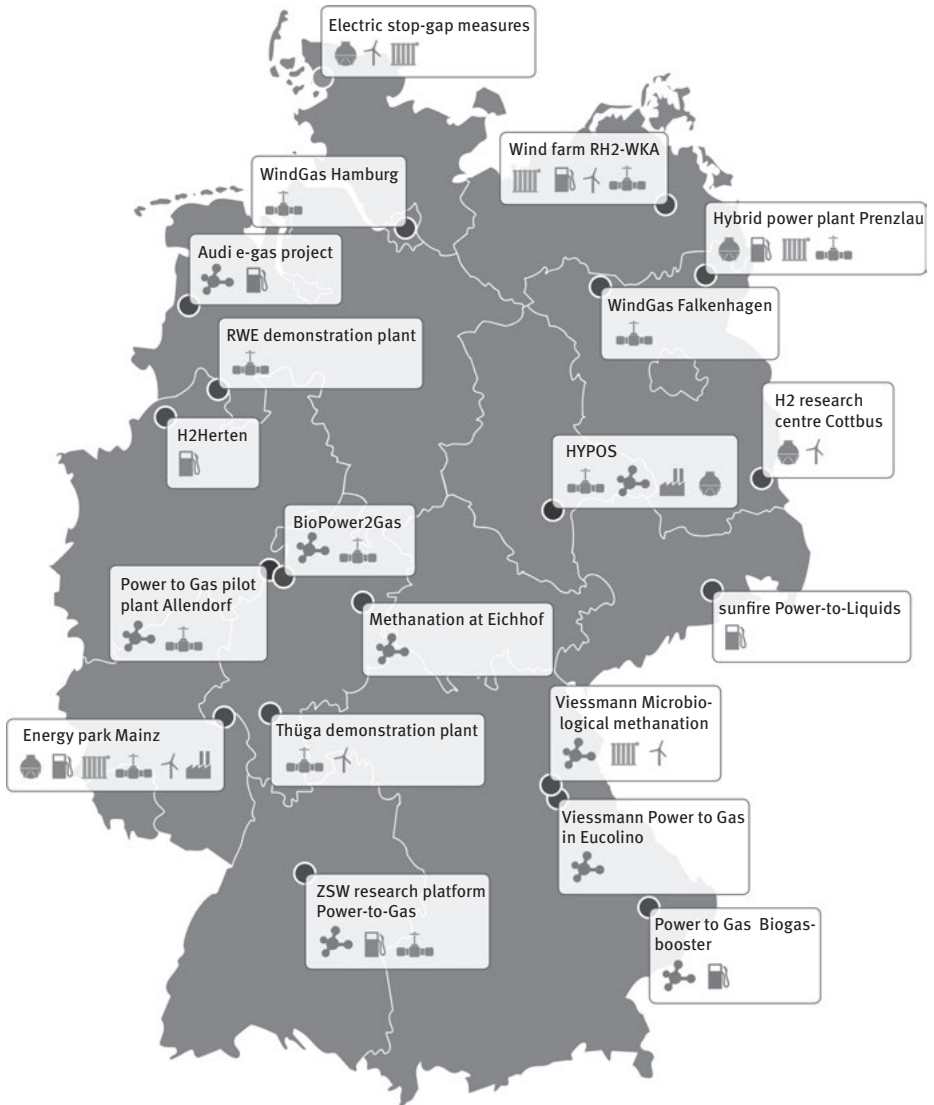 Electric stop-gap measures
Wind farm RH2-WKA
WindGas Hamburg
Hybrid power plant Prenzlau
Audi e-gas project
WindGas Falkenhagen
RWE demonstration plant
H2 research
centre Cottbus
H2Herten
HYPOS
BioPower2Gas
Power to Gas pilot
plant Allendorf
Methanation at Eichhof
sunfire Power-to-Liquids
Viessmann Microbio-
logical methanation
Energy park Mainz
Thüga demonstration plant
Viessmann Power to Gas
in Eucolino
ZSW research platform
Power-to-Gas
Power to Gas Biogas-
booster